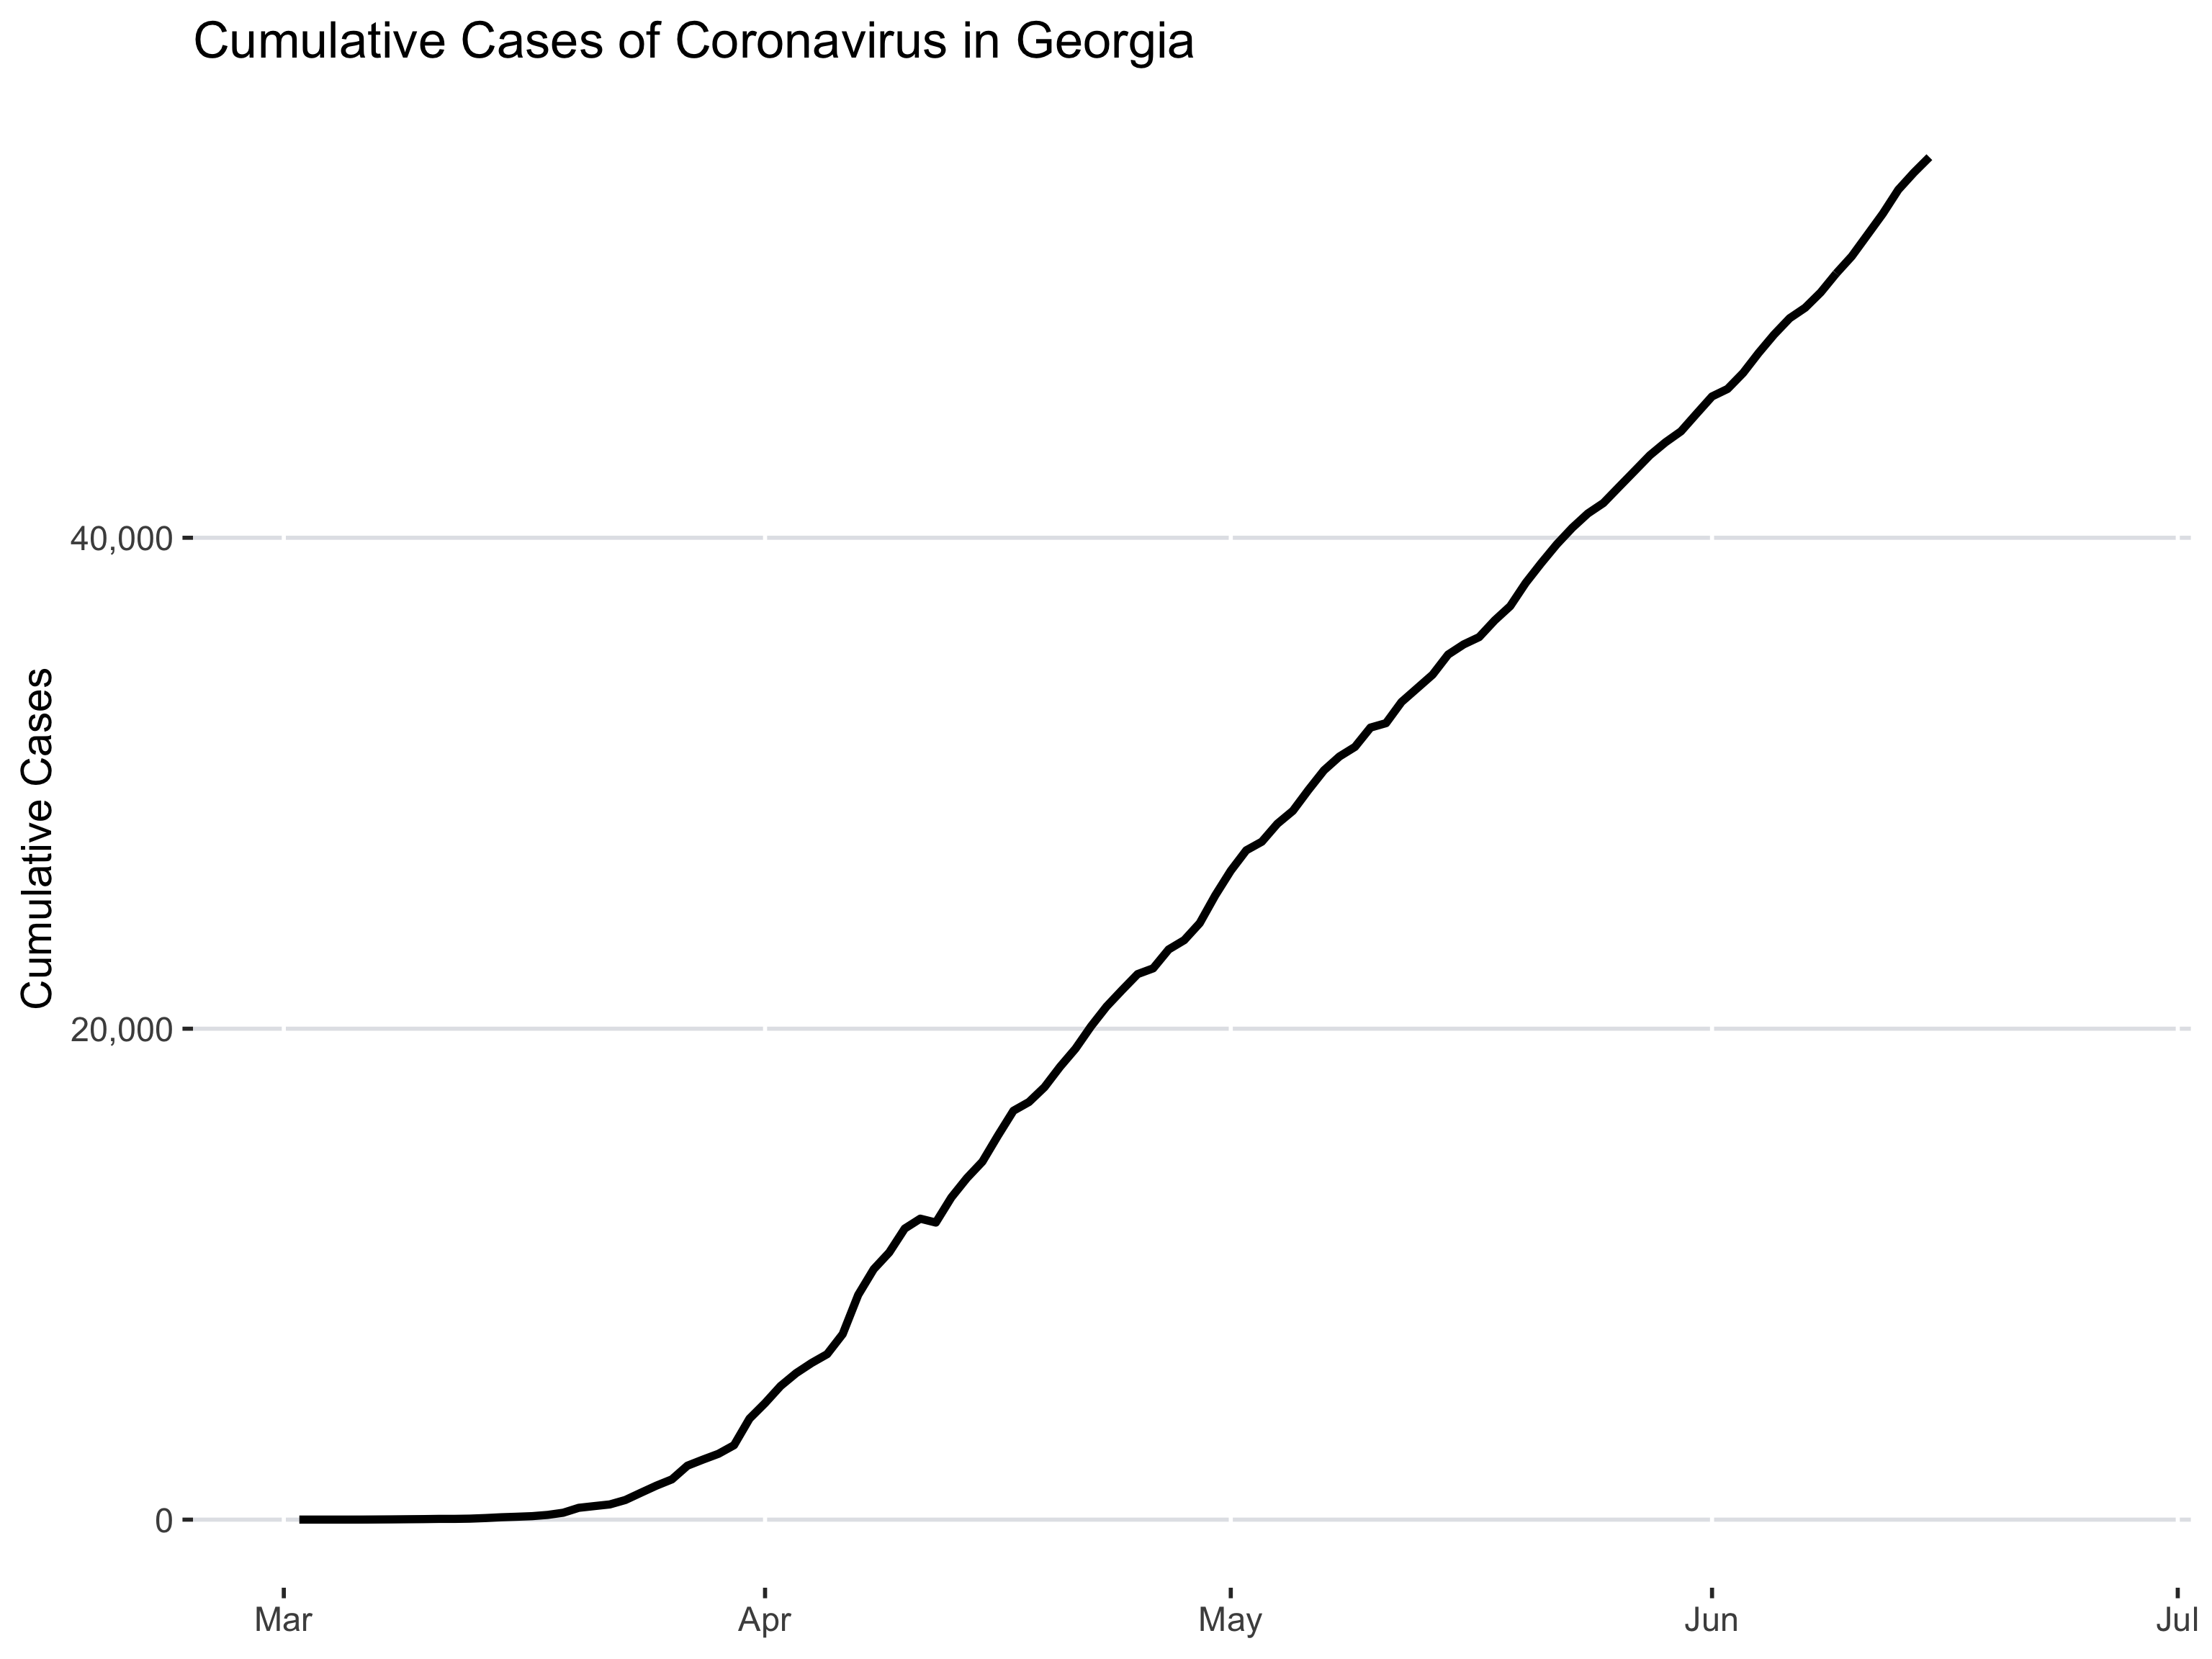 Cumulative Cases of Coronavirus in Georgia
Cumulative Cases
40,000
20,000
0
Mar Apr May Jun Jul